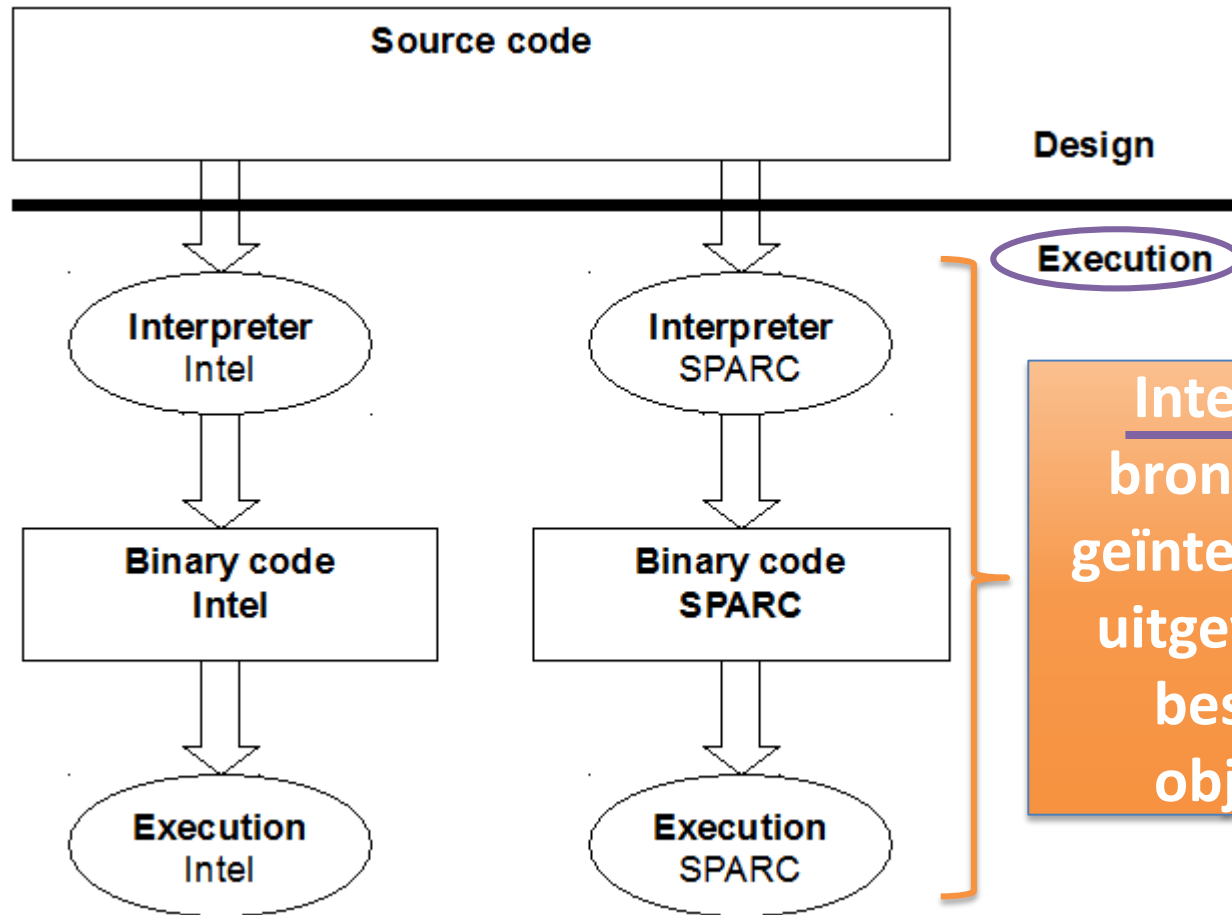 Source code
Design
Execution
Interpreter
Intel
Interpreter
SPARC
Binary code
Intel
Binary code
SPARC
Execution
Intel
Execution
SPARC